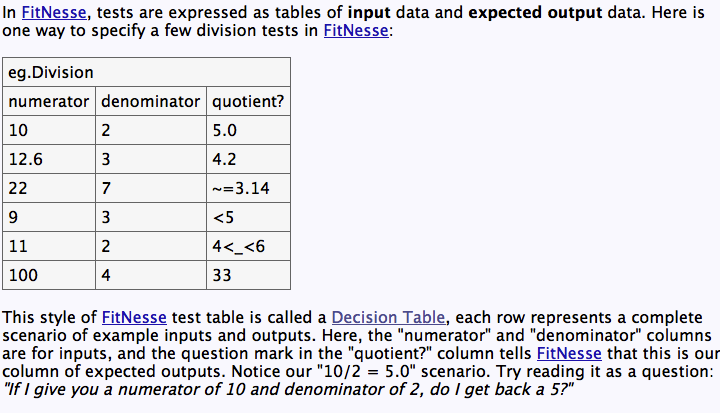 In FitNesse, tests are expressed as tables of input data and expected output data. Here is
one way to specify a few division tests in FitNesse:
eg.Division
numerator denominator quotient?
10 2 5.0
12.6 3 4.2
22 7 ~=3.14
9 3 <5
11 2 4<_<6
100 4 33
This style of FitNesse test table is called a Decision Table, each row represents a complete
scenario of example inputs and outputs. Here, the "numerator" and "denominator" columns
are for inputs, and the question mark in the "quotient?" column tells FitNesse that this is our
column of expected outputs. Notice our "10/2 = 5.0" scenario. Try reading it as a question:
"If I give you a numerator of 10 and denominator of 2, do I get back a 5?"